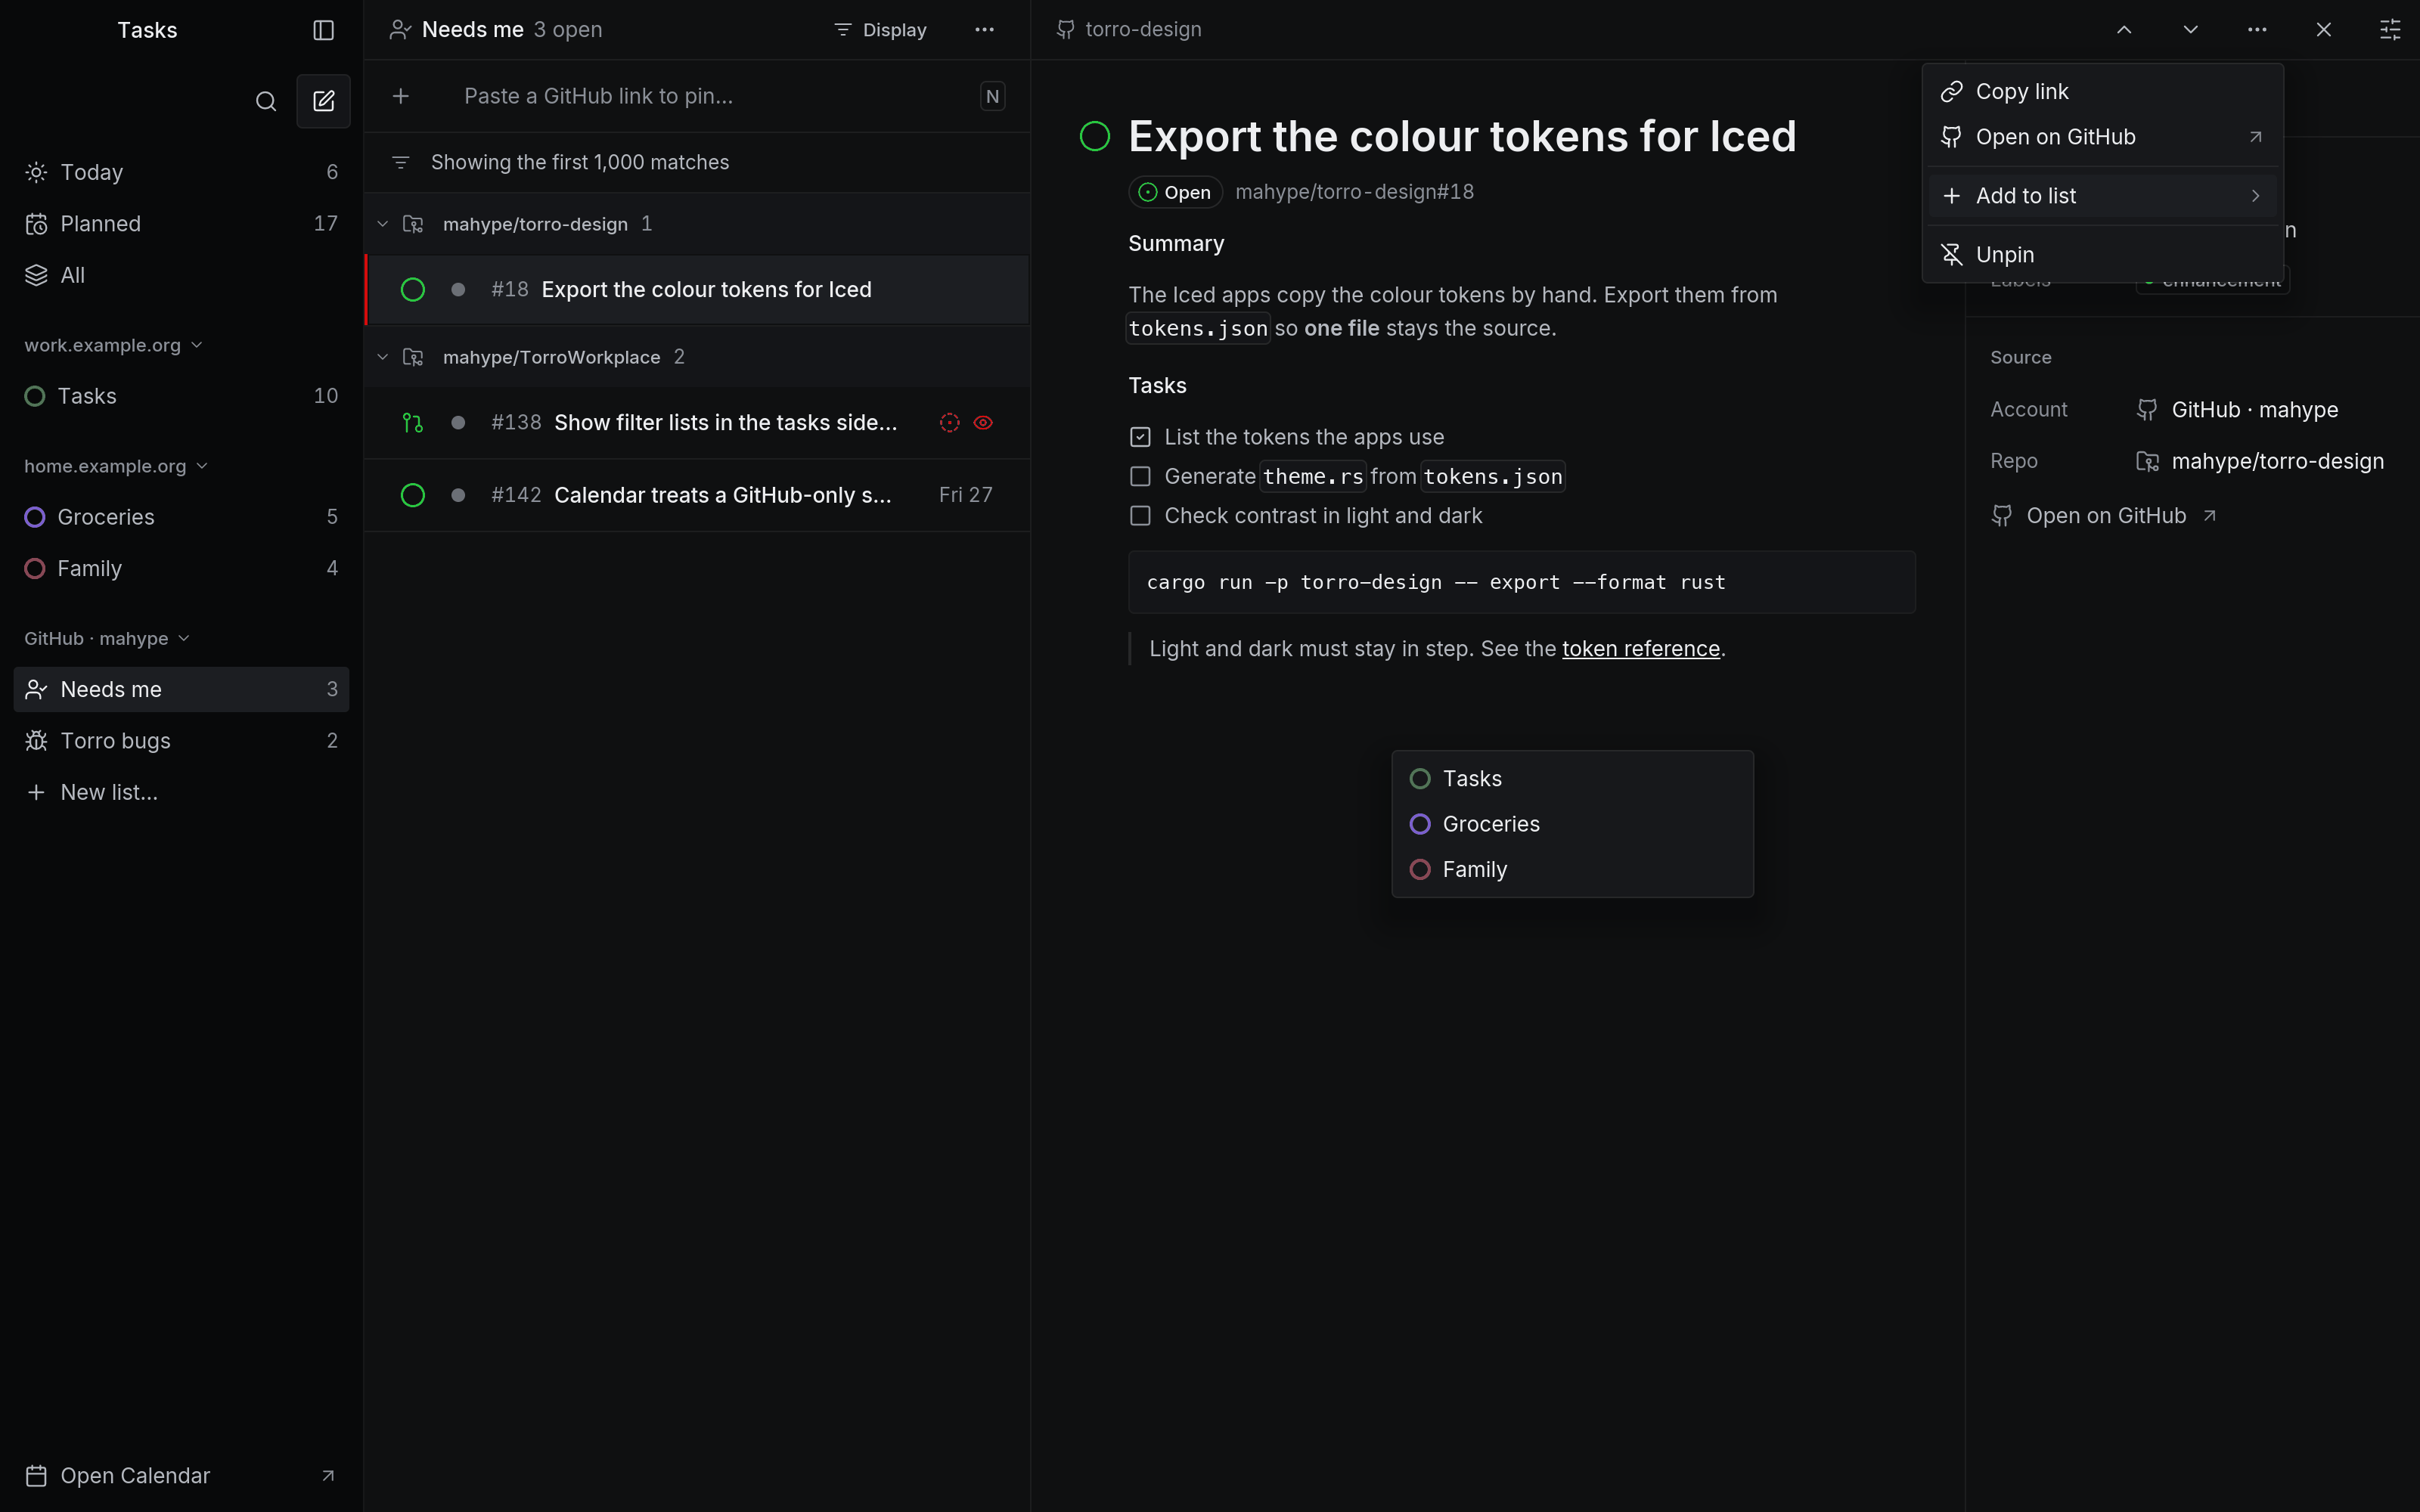 Tasks
Today 6
Planned 17
All
work.example.org
Tasks 10
home.example.org
Groceries 5
Family 4
GitHub · mahype
Needs me 3
Torro bugs 2
New list...
Open Calendar
Needs me 3 open
Display
Paste a GitHub link to pin... N
Showing the first 1,000 matches
mahype/torro-design 1
#18 Export the colour tokens for Iced
mahype/TorroWorkplace 2
#138 Show filter lists in the tasks side...
#142 Calendar treats a GitHub-only s... Fri 27
torro-design
Export the colour tokens for Iced
Open mahype/torro-design#18
Summary
The Iced apps copy the colour tokens by hand. Export them from
tokens.json so one file stays the source.
Tasks
List the tokens the apps use
Generate theme.rs from tokens.json
Check contrast in light and dark
cargo run -p torro-design -- export --format rust
Light and dark must stay in step. See the token reference.
Tasks
Groceries
Family
Copy link
Open on GitHub
Add to list
Unpin
Labels enhancement
Source
Account GitHub · mahype
Repo mahype/torro-design
Open on GitHub